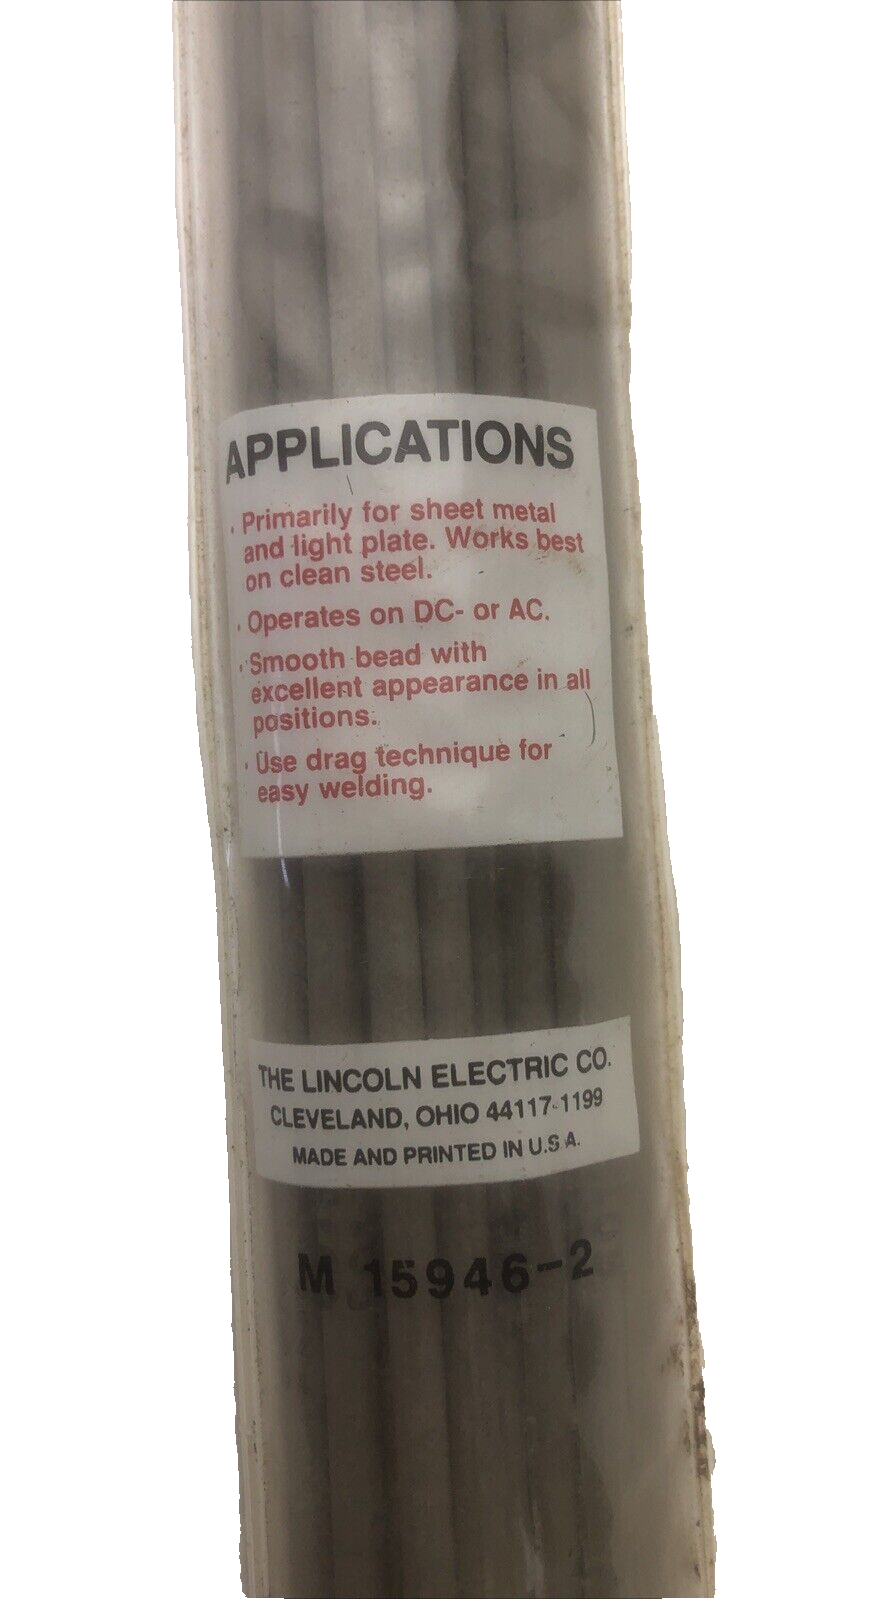 APPLICATIONS
· Primarily for sheet metal
and light plate. Works best
on clean steel.
· Operates on DC- or AC.
· Smooth bead with
excellent appearance in all
positions.
· Use drag technique for
easy welding.
THE LINCOLN ELECTRIC CO.
CLEVELAND, OHIO 44117-1199
MADE AND PRINTED IN U.S.A.
M 15946-2